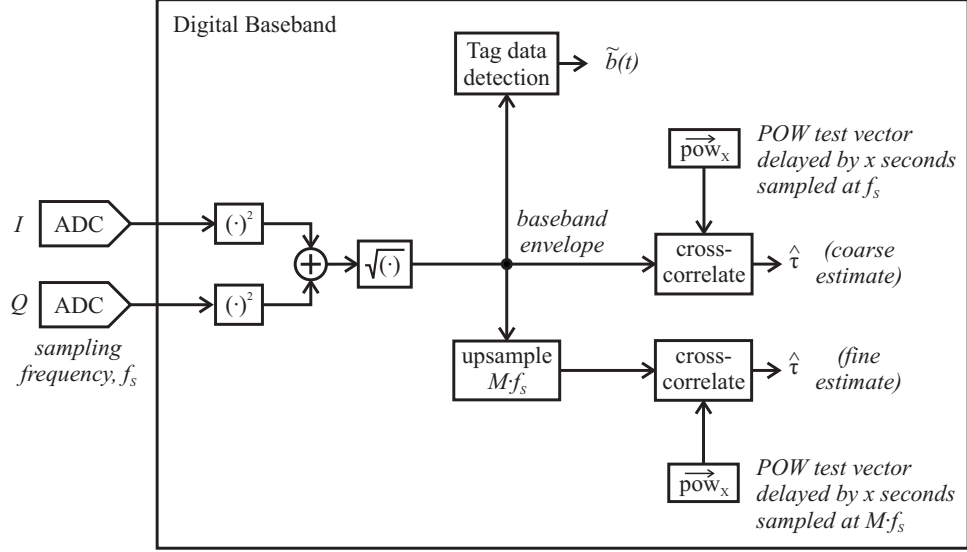 Digital Baseband
Tag data
detection
b̃(t)
pow⃗ₓ
POW test vector
delayed by x seconds
sampled at fₛ
I
ADC
(·)²
baseband
envelope
+
√(·)
cross-
correlate
τ̂
(coarse
estimate)
Q
ADC
(·)²
sampling
frequency, fₛ
upsample
M·fₛ
cross-
correlate
τ̂
(fine
estimate)
pow⃗ₓ
POW test vector
delayed by x seconds
sampled at M·fₛ